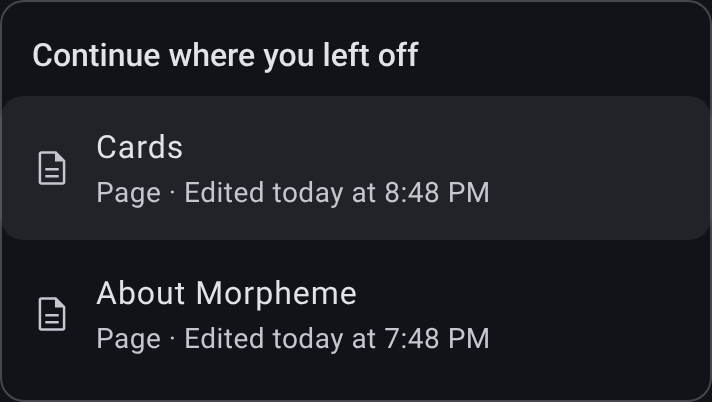 Continue where you left off
Cards
Page · Edited today at 8:48 PM
About Morpheme
Page · Edited today at 7:48 PM